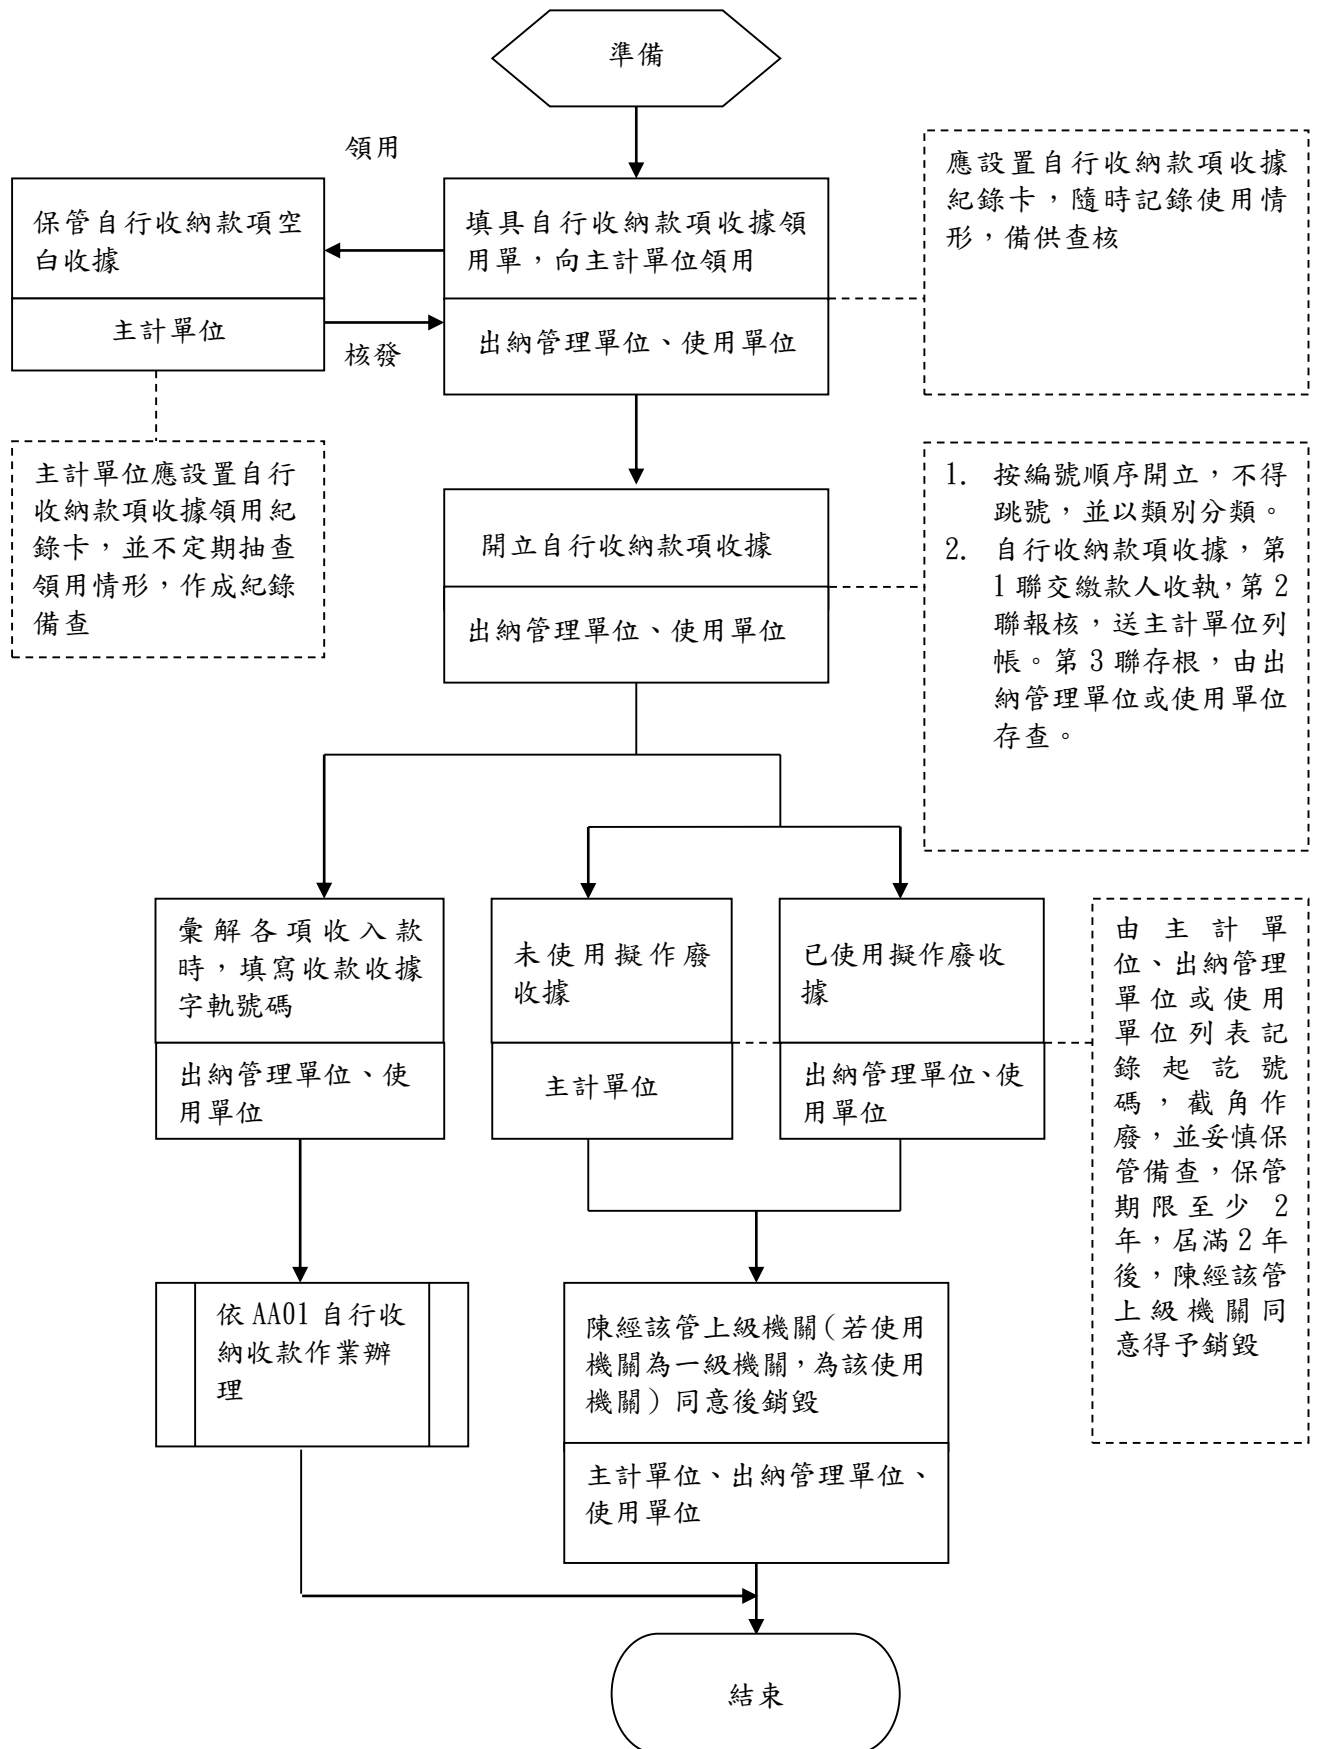 準備
領用
保管自行收納款項空
白收據
主計單位
核發
填具自行收納款項收據領
用單，向主計單位領用
出納管理單位、使用單位
應設置自行收納款項收據
紀錄卡，隨時記錄使用情
形，備供查核
主計單位應設置自行
收納款項收據領用紀
錄卡，並不定期抽查
領用情形，作成紀錄
備查
開立自行收納款項收據
出納管理單位、使用單位
1. 按編號順序開立，不得
跳號，並以類別分類。
2. 自行收納款項收據，第
1聯交繳款人收執，第2
聯報核，送主計單位列
帳。第3聯存根，由出
納管理單位或使用單位
存查。
彙解各項收入款
時，填寫收款收據
字軌號碼
出納管理單位、使
用單位
未使用擬作廢
收據
主計單位
已使用擬作廢收
據
出納管理單位、使
用單位
由主計單
位、出納管理
單位或使用
單位列表記
錄起訖號
碼，截角作
廢，並妥慎保
管備查，保管
期限至少2
年，屆滿2年
後，陳經該管
上級機關同
意得予銷毀
依AA01自行收
納收款作業辦
理
陳經該管上級機關（若使用
機關為一級機關，為該使用
機關）同意後銷毀
主計單位、出納管理單位、
使用單位
結束